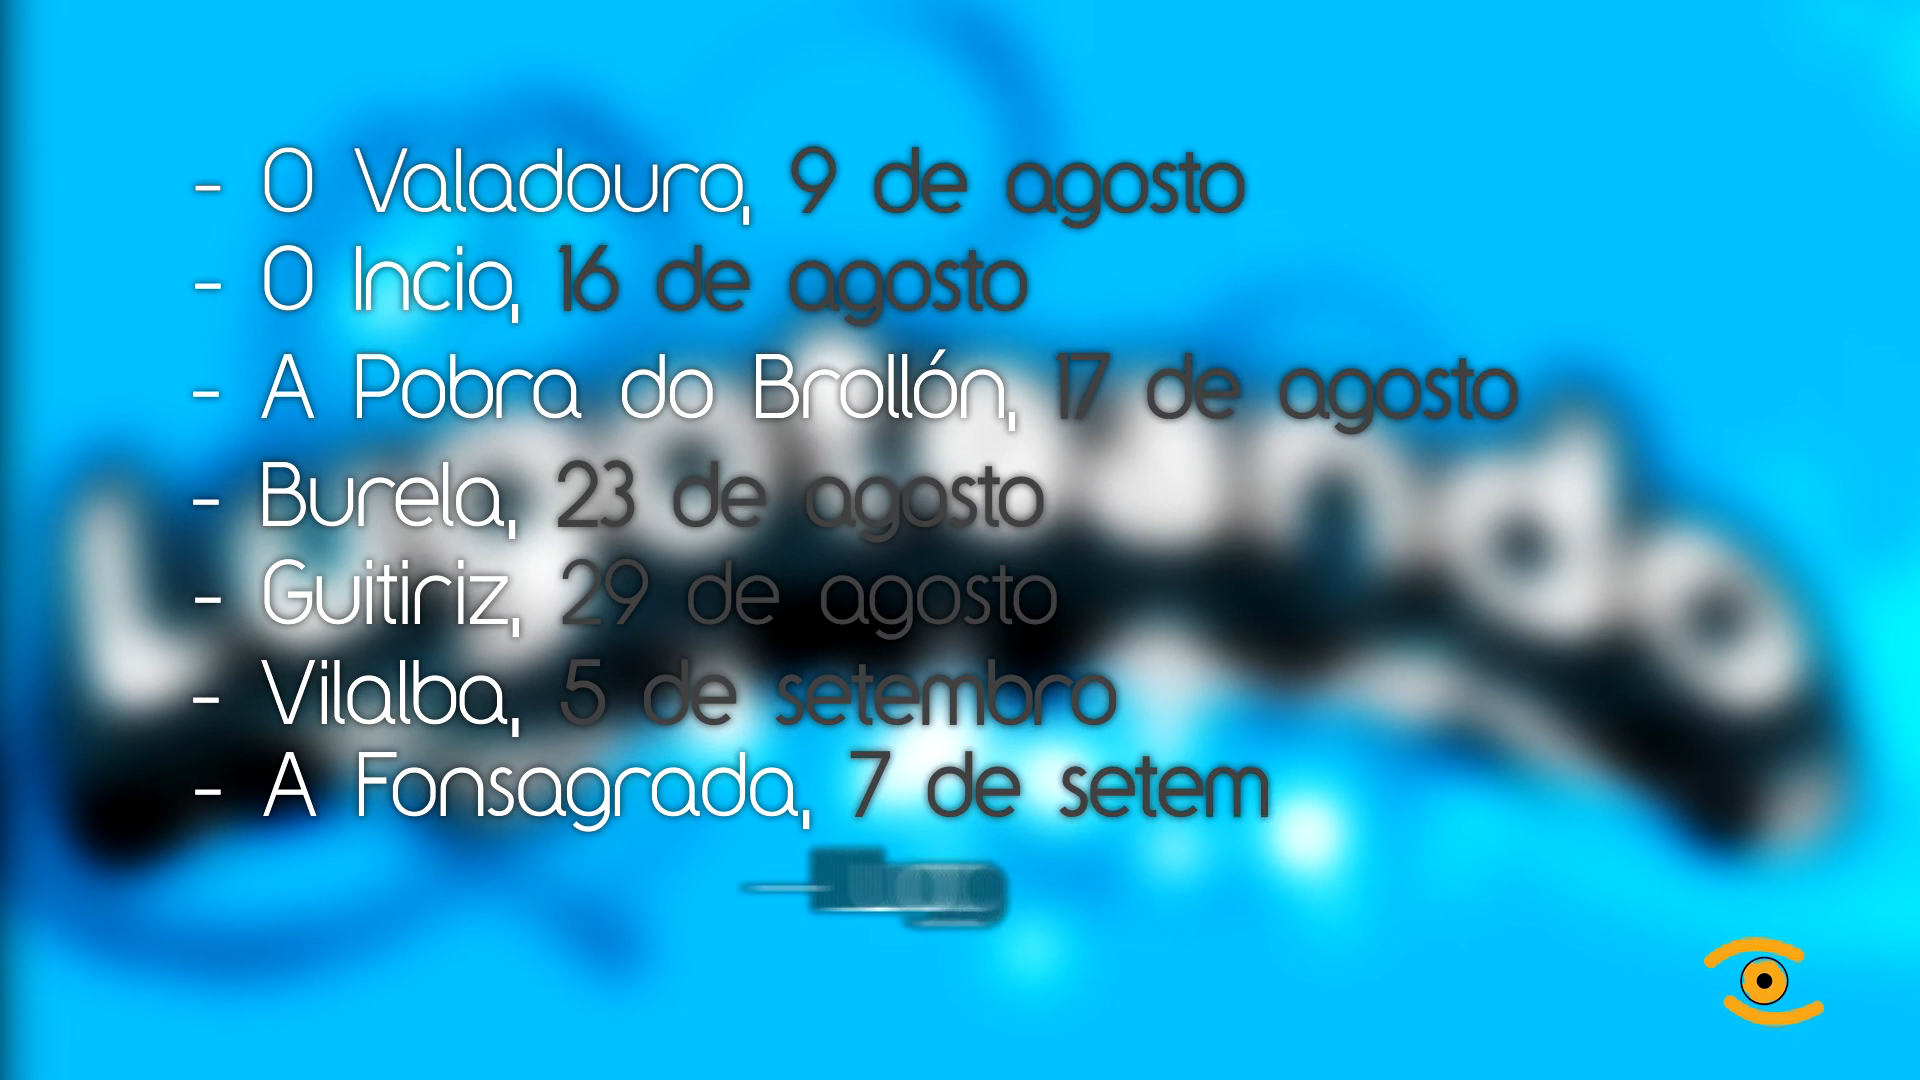 - O Valadouro, 9 de agosto
- O Incio, 16 de agosto
- A Pobra do Brollón, 17 de agosto
- Burela, 23 de agosto
- Guitiriz, 29 de agosto
- Vilalba, 5 de setembro
- A Fonsagrada, 7 de setem